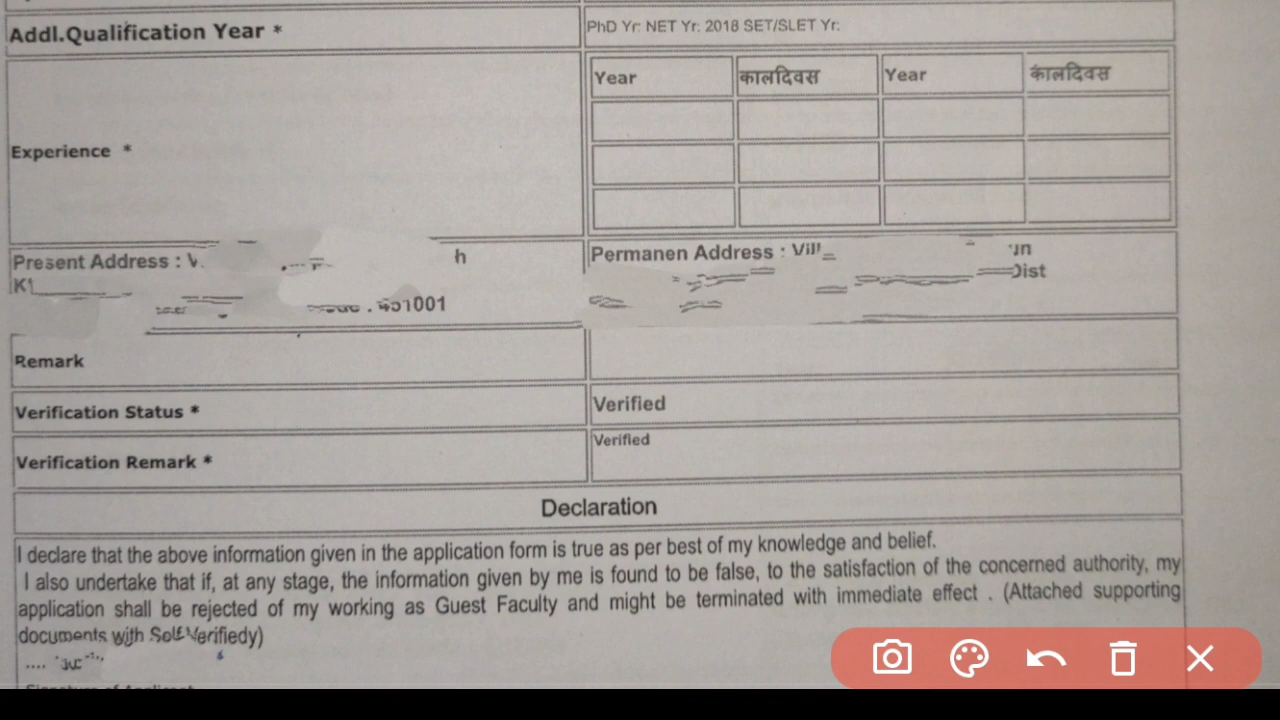 Addl.Qualification Year *
PhD Yr: NET Yr: 2018 SET/SLET Yr:
Experience *
Year कालदिवस Year कालदिवस
Present Address :
h
Permanen Address : Vill
Dist
Remark
Verification Status *
Verified
Verification Remark *
Verified
Declaration
I declare that the above information given in the application form is true as per best of my knowledge and belief.
I also undertake that if, at any stage, the information given by me is found to be false, to the satisfaction of the concerned authority, my
application shall be rejected of my working as Guest Faculty and might be terminated with immediate effect . (Attached supporting
documents with Self Verifiedy)
Signature of Applicant